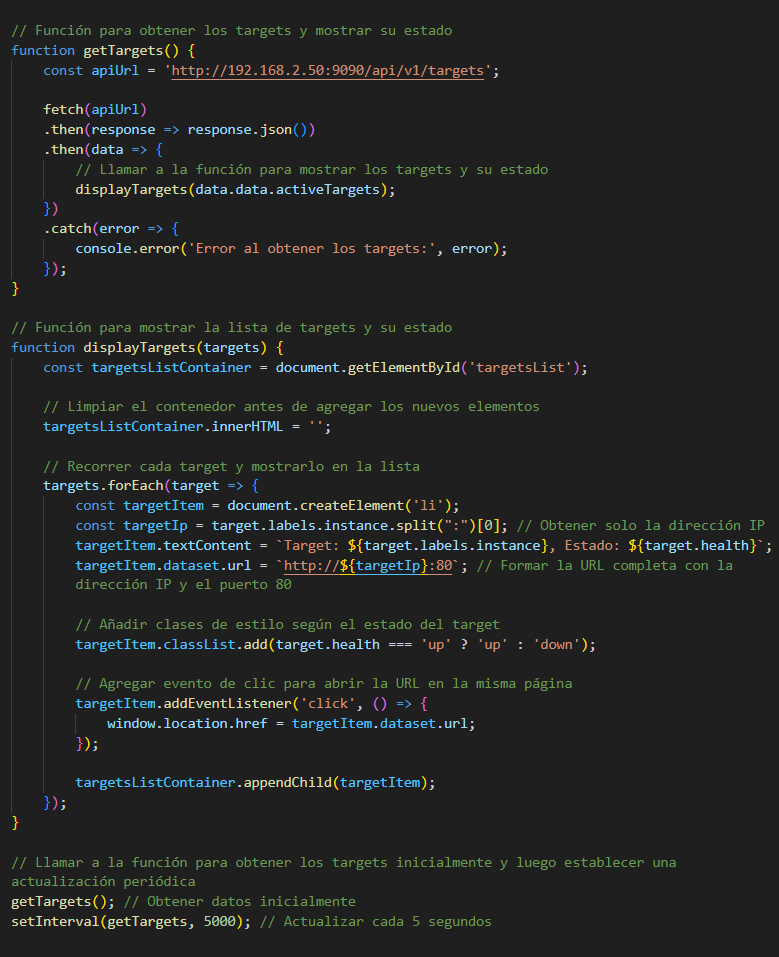 // Función para obtener los targets y mostrar su estado
function getTargets() {
    const apiUrl = 'http://192.168.2.50:9090/api/v1/targets';

    fetch(apiUrl)
    .then(response => response.json())
    .then(data => {
        // Llamar a la función para mostrar los targets y su estado
        displayTargets(data.data.activeTargets);
    })
    .catch(error => {
        console.error('Error al obtener los targets:', error);
    });
}

// Función para mostrar la lista de targets y su estado
function displayTargets(targets) {
    const targetsListContainer = document.getElementById('targetsList');

    // Limpiar el contenedor antes de agregar los nuevos elementos
    targetsListContainer.innerHTML = '';

    // Recorrer cada target y mostrarlo en la lista
    targets.forEach(target => {
        const targetItem = document.createElement('li');
        const targetIp = target.labels.instance.split(":")[0]; // Obtener solo la dirección IP
        targetItem.textContent = `Target: ${target.labels.instance}, Estado: ${target.health}`;
        targetItem.dataset.url = `http://${targetIp}:80`; // Formar la URL completa con la
        dirección IP y el puerto 80

        // Añadir clases de estilo según el estado del target
        targetItem.classList.add(target.health === 'up' ? 'up' : 'down');

        // Agregar evento de clic para abrir la URL en la misma página
        targetItem.addEventListener('click', () => {
            window.location.href = targetItem.dataset.url;
        });

        targetsListContainer.appendChild(targetItem);
    });
}

// Llamar a la función para obtener los targets inicialmente y luego establecer una
actualización periódica
getTargets(); // Obtener datos inicialmente
setInterval(getTargets, 5000); // Actualizar cada 5 segundos